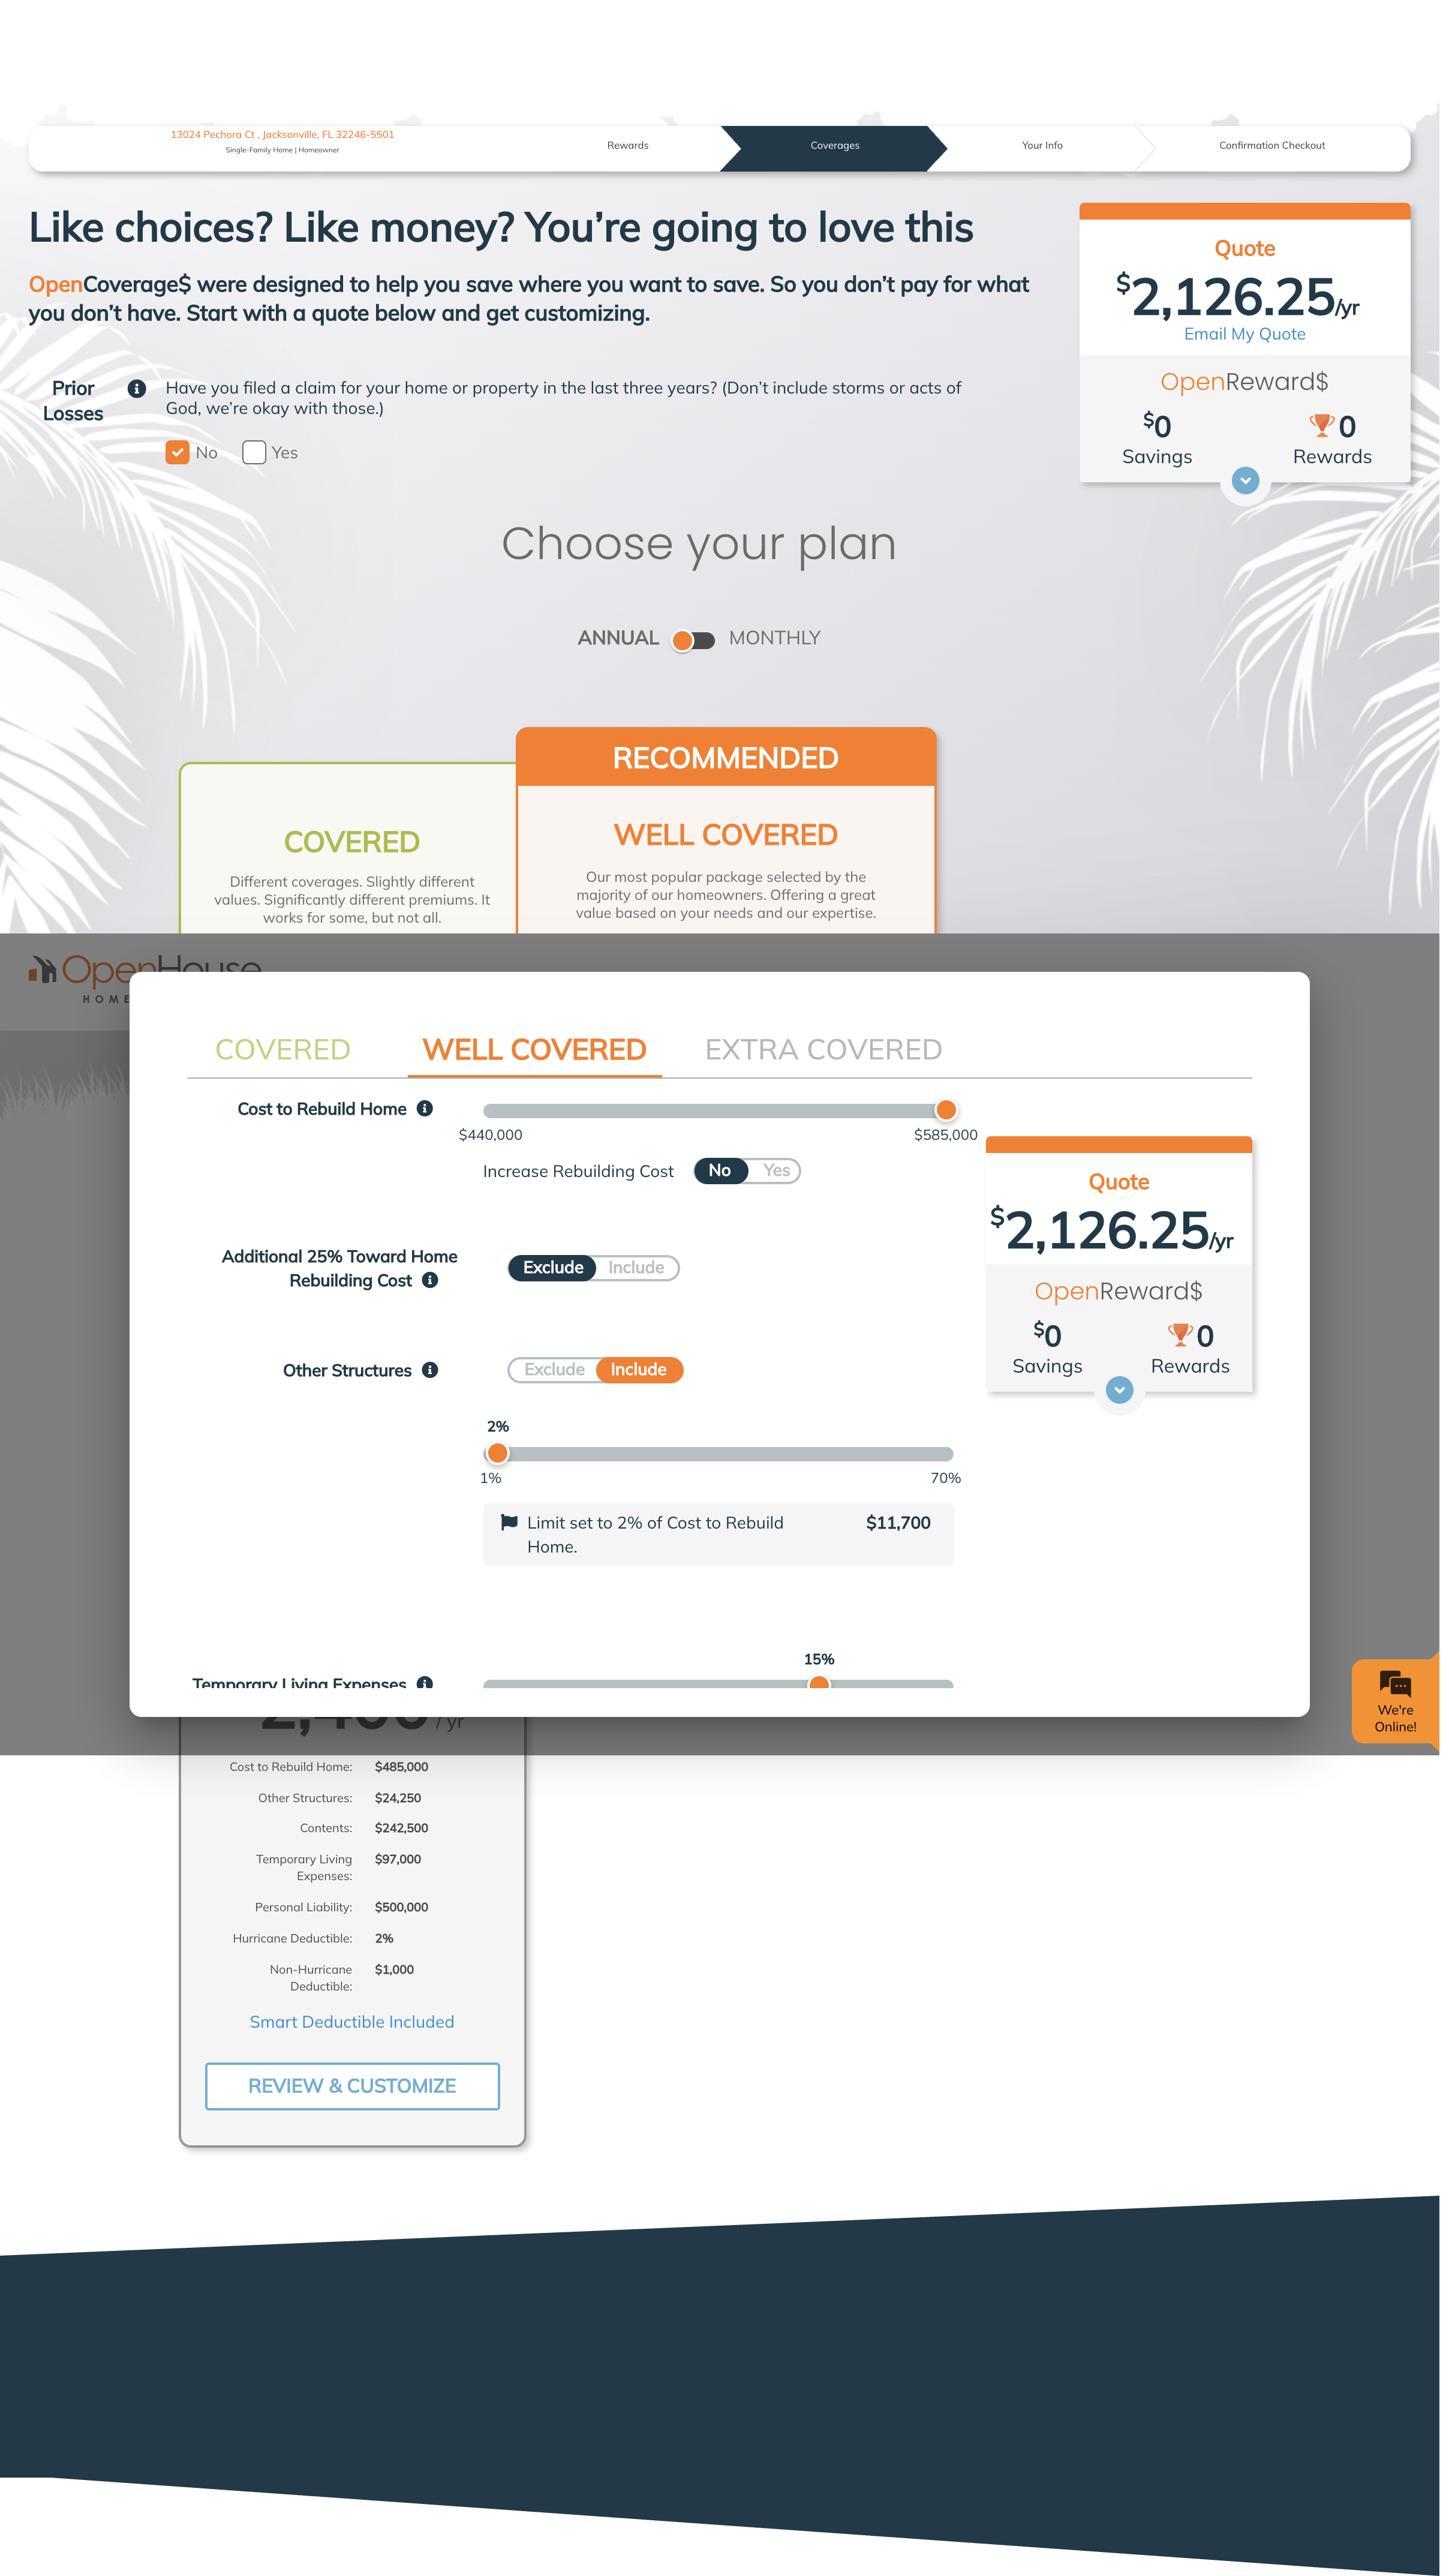 13024 Pechora Ct , Jacksonville, FL 32246-5501
Single-Family Home | Homeowner
Rewards
Coverages
Your Info
Confirmation Checkout
Like choices? Like money? You’re going to love this
OpenCoverage$ were designed to help you save where you want to save. So you don’t pay for what
you don’t have. Start with a quote below and get customizing.
Quote
$2,126.25/yr
Email My Quote
OpenReward$
$0
Savings
0
Rewards
Prior
Losses
Have you filed a claim for your home or property in the last three years? (Don’t include storms or acts of
God, we’re okay with those.)
No
Yes
Choose your plan
ANNUAL
MONTHLY
COVERED
Different coverages. Slightly different
values. Significantly different premiums. It
works for some, but not all.
RECOMMENDED
WELL COVERED
Our most popular package selected by the
majority of our homeowners. Offering a great
value based on your needs and our expertise.
OpenHouse
HOME
COVERED
WELL COVERED
EXTRA COVERED
Cost to Rebuild Home
$440,000
$585,000
Increase Rebuilding Cost
No
Yes
Additional 25% Toward Home
Rebuilding Cost
Exclude
Include
Other Structures
Exclude
Include
2%
1%
70%
Limit set to 2% of Cost to Rebuild
Home.
$11,700
15%
Temporary Living Expenses
Quote
$2,126.25/yr
OpenReward$
$0
Savings
0
Rewards
We're
Online!
/ yr
Cost to Rebuild Home: $485,000
Other Structures: $24,250
Contents: $242,500
Temporary Living $97,000
Expenses:
Personal Liability: $500,000
Hurricane Deductible: 2%
Non-Hurricane $1,000
Deductible:
Smart Deductible Included
REVIEW & CUSTOMIZE